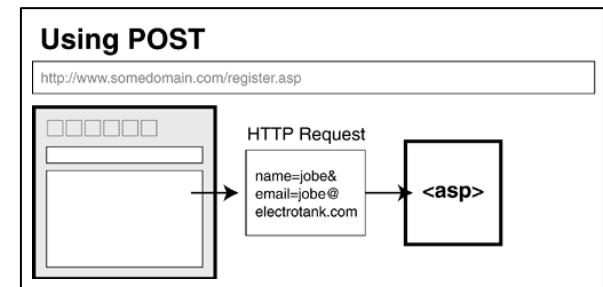 Using POST
http://www.somedomain.com/register.asp
HTTP Request
name=jobe&
email=jobe@
electrotank.com
<asp>